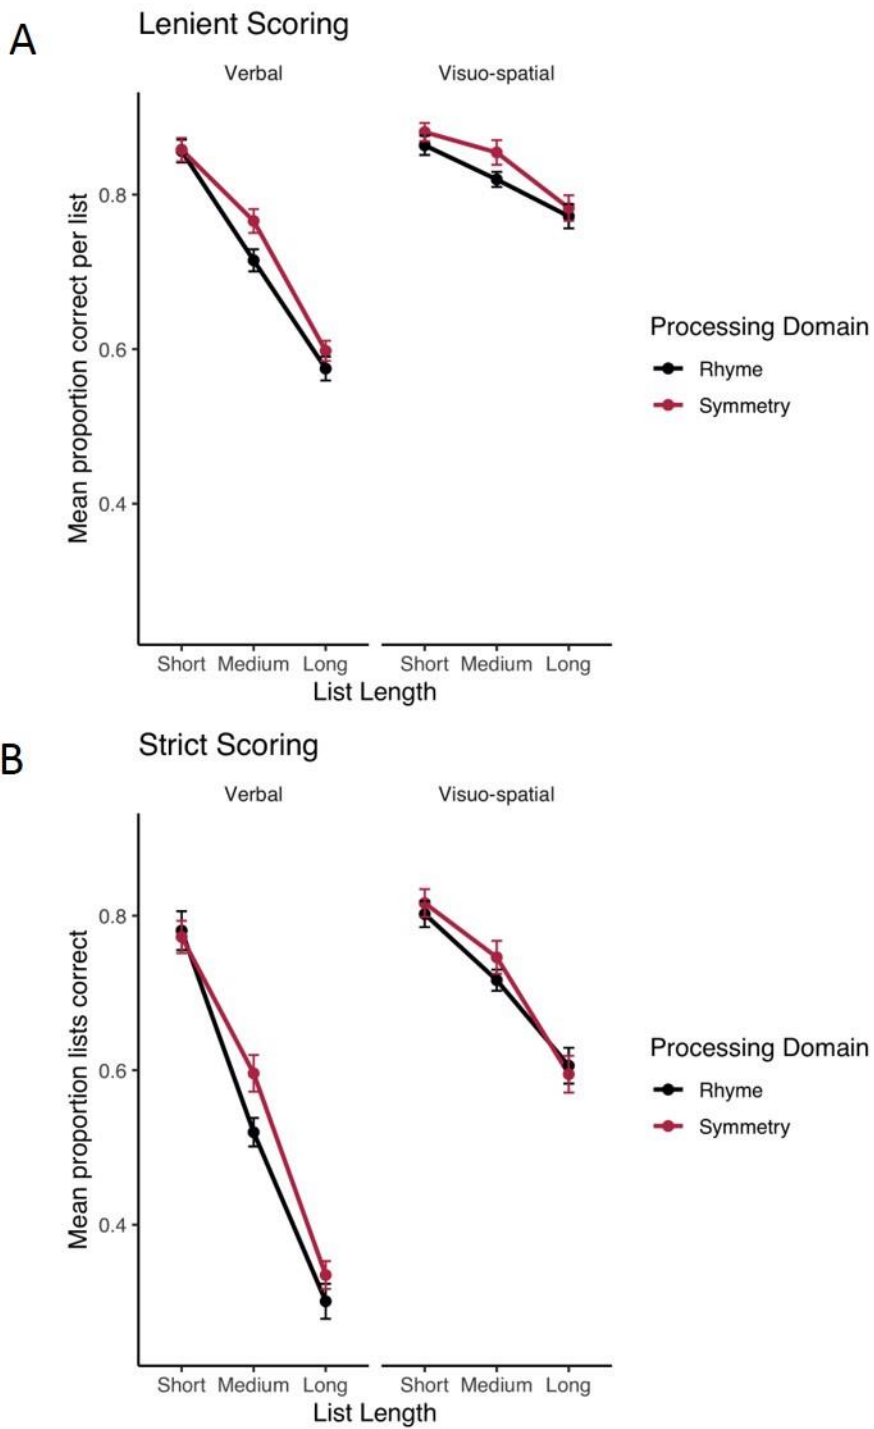 A
Lenient Scoring
Verbal Visuo-spatial
Mean proportion correct per list
0.8
0.6
0.4
Short Medium Long Short Medium Long
List Length
Processing Domain
Rhyme
Symmetry
B
Strict Scoring
Verbal Visuo-spatial
Mean proportion lists correct
0.8
0.6
0.4
Short Medium Long Short Medium Long
List Length
Processing Domain
Rhyme
Symmetry